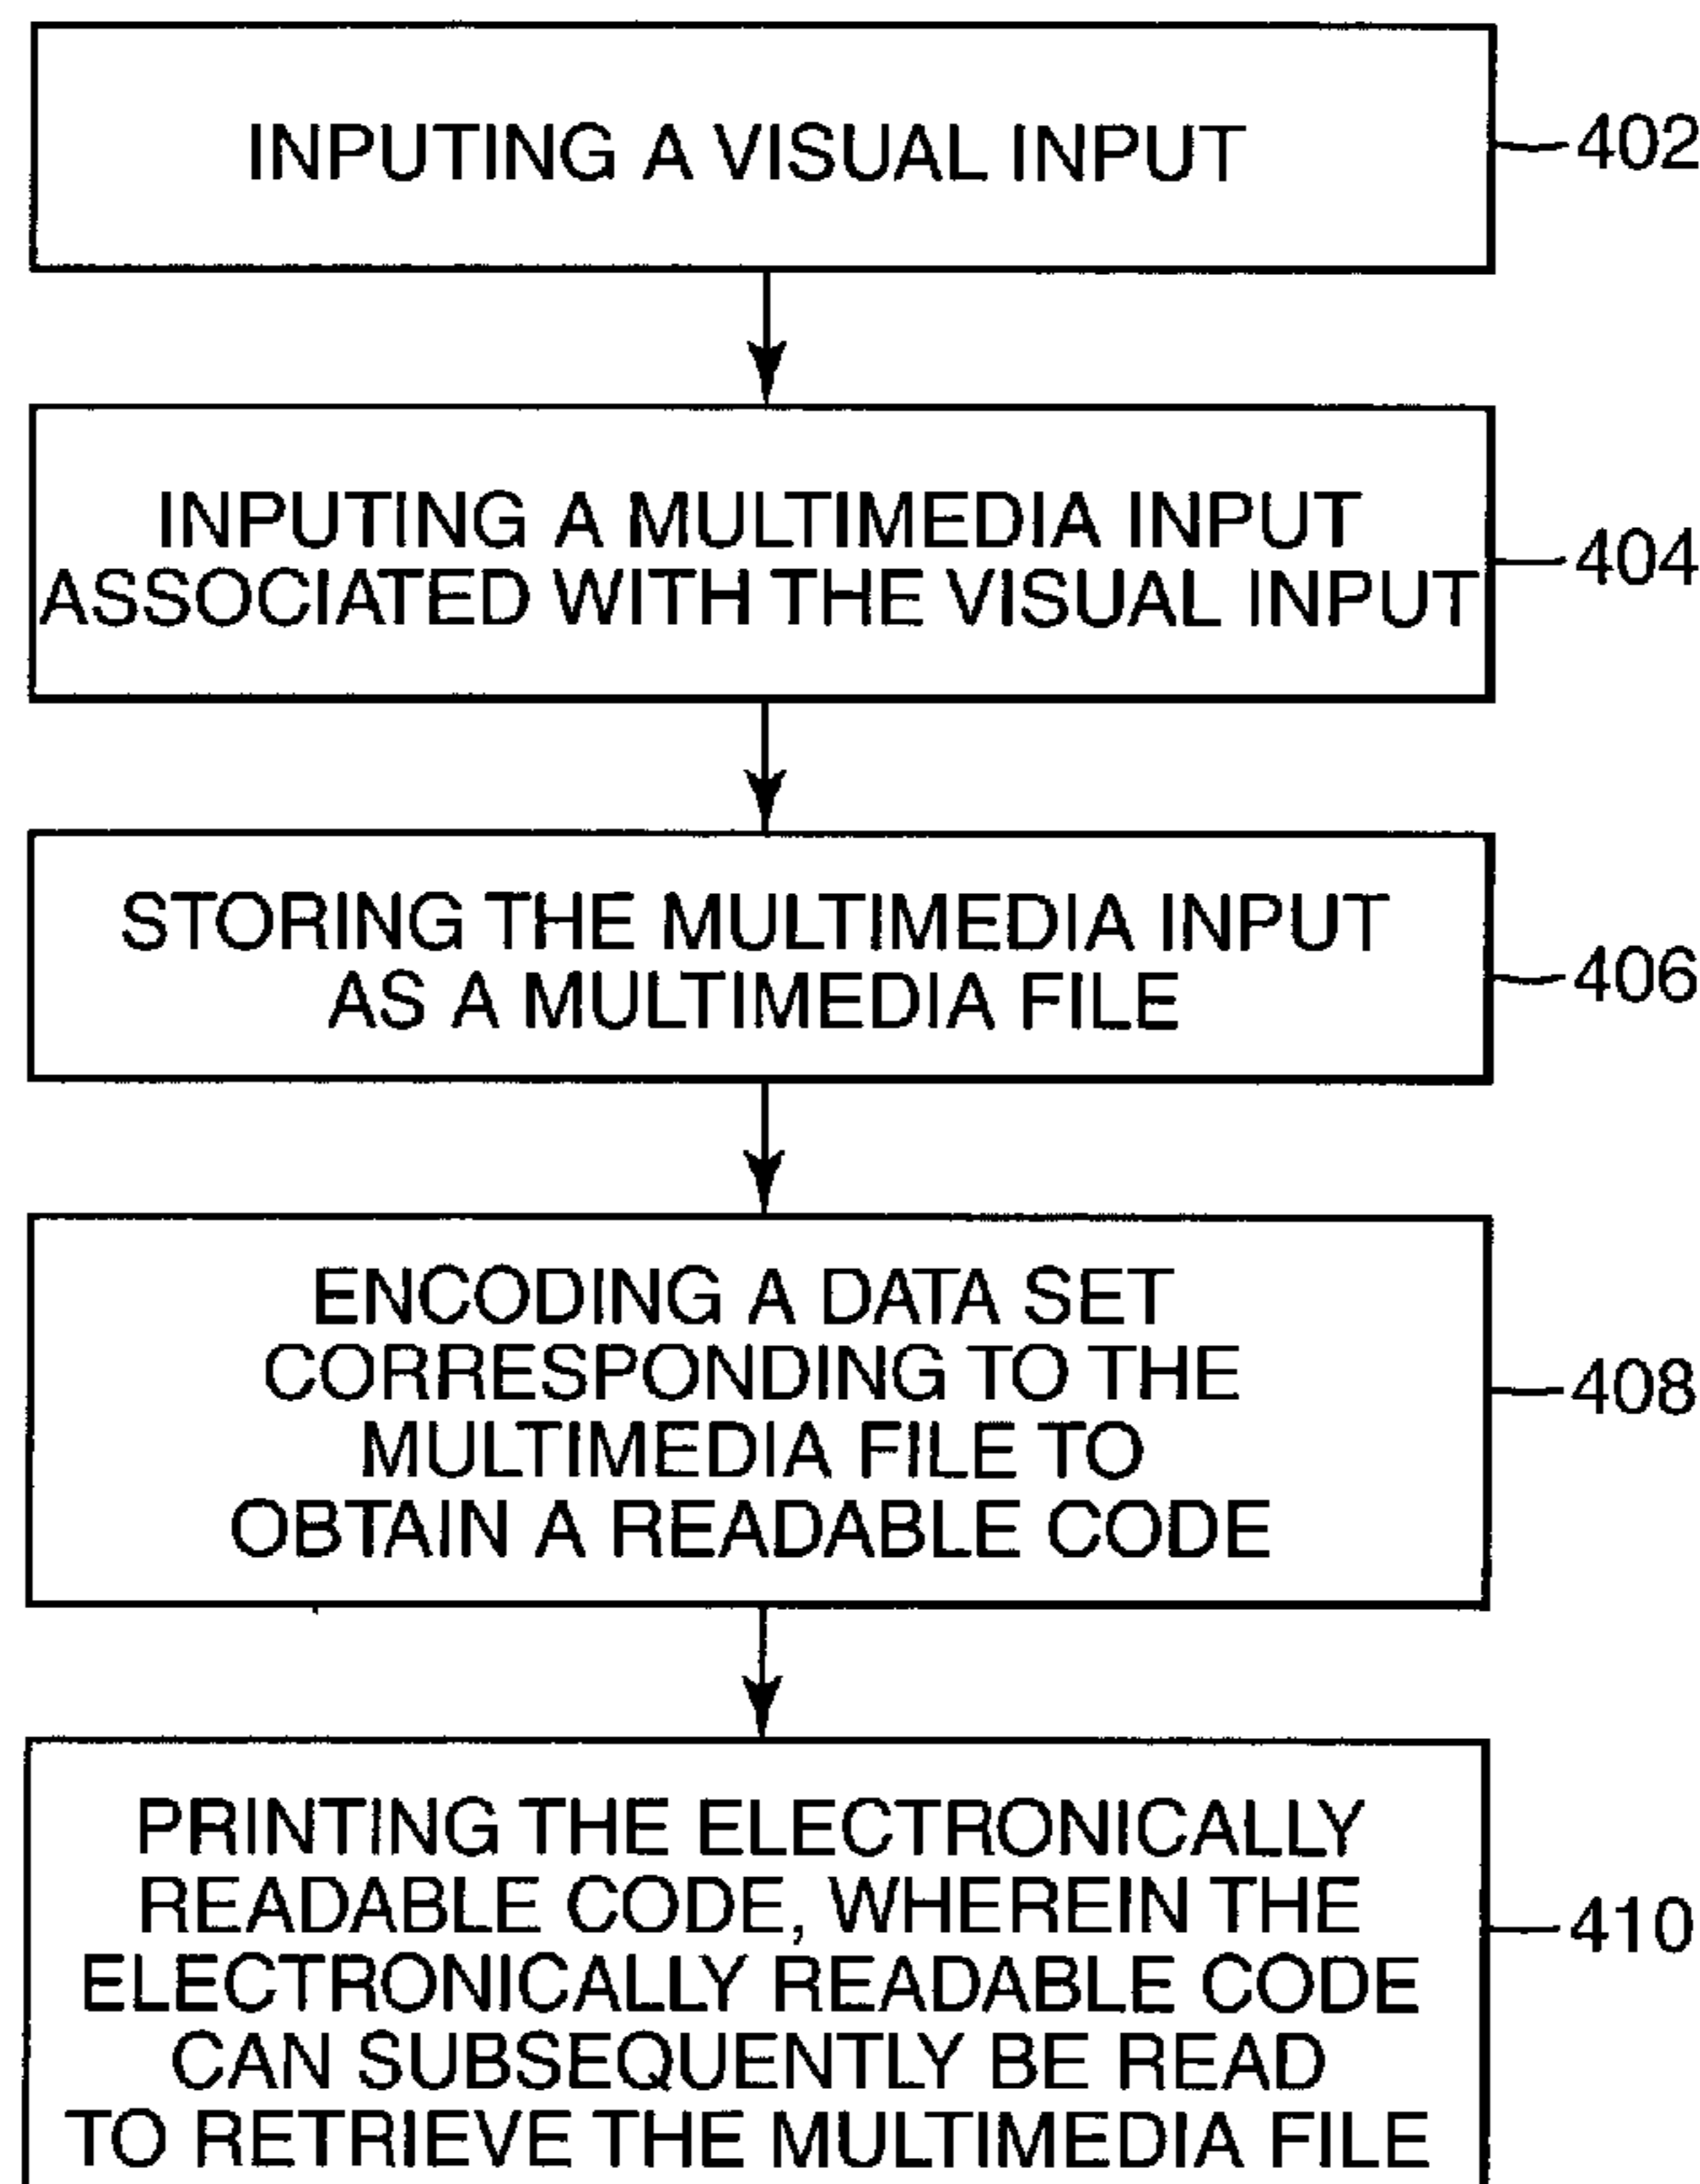 INPUTING A VISUAL INPUT
402
INPUTING A MULTIMEDIA INPUT
ASSOCIATED WITH THE VISUAL INPUT
404
STORING THE MULTIMEDIA INPUT
AS A MULTIMEDIA FILE
406
ENCODING A DATA SET
CORRESPONDING TO THE
MULTIMEDIA FILE TO
OBTAIN A READABLE CODE
408
PRINTING THE ELECTRONICALLY
READABLE CODE, WHEREIN THE
ELECTRONICALLY READABLE CODE
CAN SUBSEQUENTLY BE READ
TO RETRIEVE THE MULTIMEDIA FILE
410